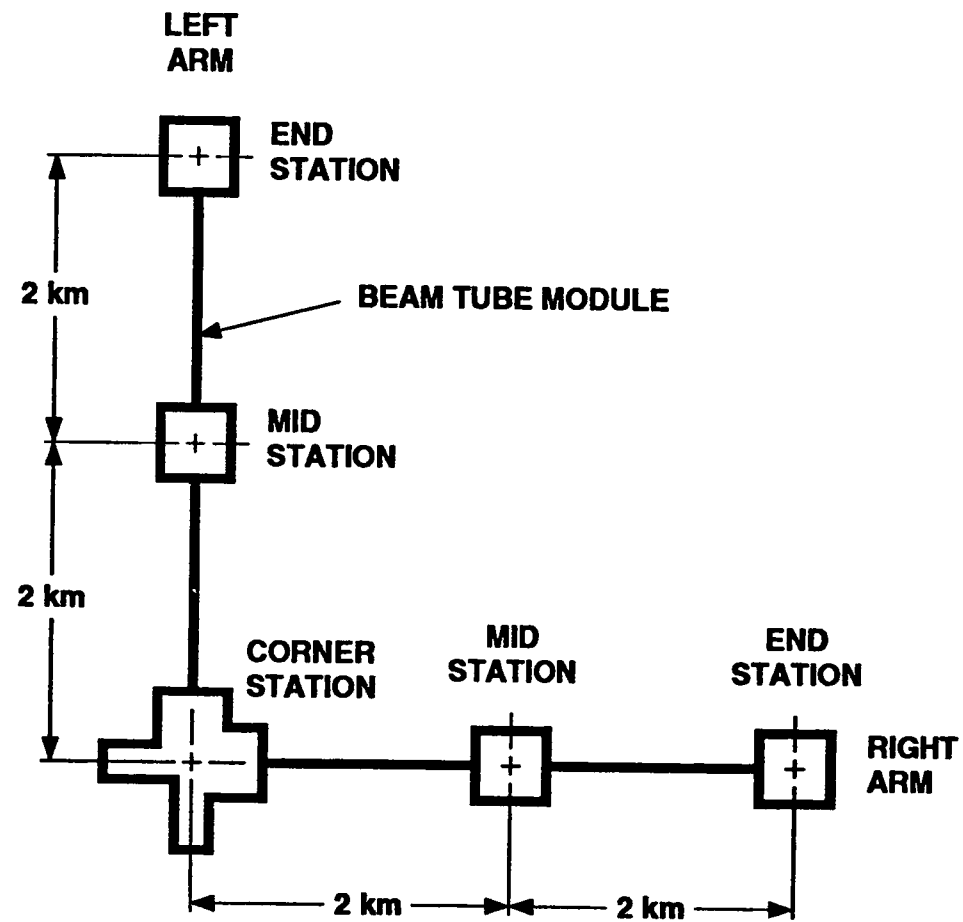 LEFT
ARM
END
STATION
2 km
BEAM TUBE MODULE
MID
STATION
2 km
CORNER
STATION
MID
STATION
END
STATION
RIGHT
ARM
2 km
2 km